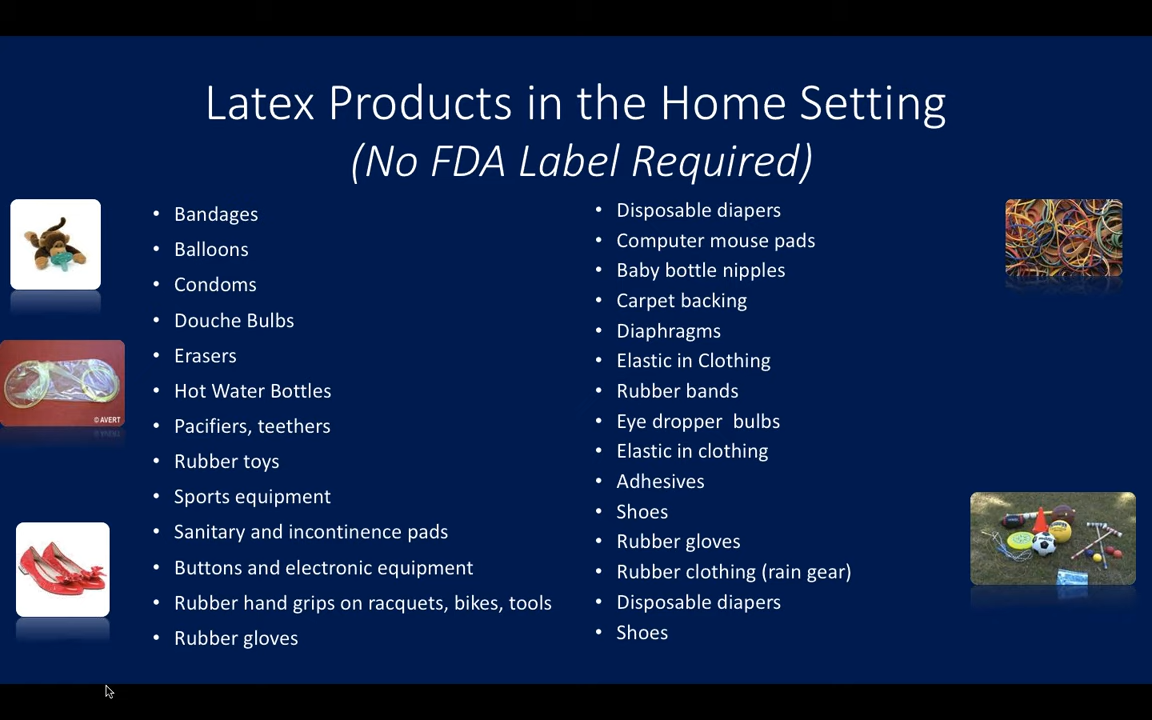 Latex Products in the Home Setting
(No FDA Label Required)
• Bandages
• Balloons
• Condoms
• Douche Bulbs
• Erasers
• Hot Water Bottles
• Pacifiers, teethers
• Rubber toys
• Sports equipment
• Sanitary and incontinence pads
• Buttons and electronic equipment
• Rubber hand grips on racquets, bikes, tools
• Rubber gloves
• Disposable diapers
• Computer mouse pads
• Baby bottle nipples
• Carpet backing
• Diaphragms
• Elastic in Clothing
• Rubber bands
• Eye dropper  bulbs
• Elastic in clothing
• Adhesives
• Shoes
• Rubber gloves
• Rubber clothing (rain gear)
• Disposable diapers
• Shoes
© AVERT